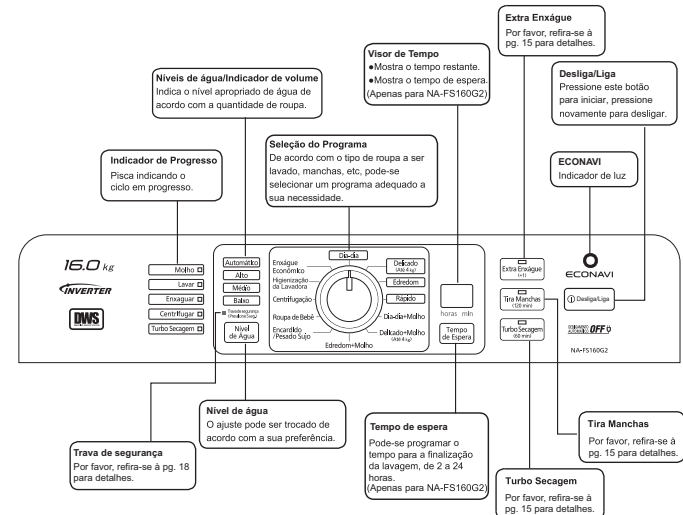 Extra Enxágue
Por favor, refira-se à
pg. 15 para detalhes.
Visor de Tempo
●Mostra o tempo restante.
●Mostra o tempo de espera.
(Apenas para NA-FS160G2)
Níveis de água/Indicador de volume
Indica o nível apropriado de água de
acordo com a quantidade de roupa.
Desliga/Liga
Pressione este botão
para iniciar, pressione
novamente para desligar.
Seleção do Programa
De acordo com o tipo de roupa a ser
lavado, manchas, etc, pode-se
selecionar um programa adequado a
sua necessidade.
Indicador de Progresso
Pisca indicando o
ciclo em progresso.
ECONAVI
Indicador de luz
16.0 kg
INVERTER
DWS
Molho
Lavar
Enxaguar
Centrifugar
Turbo Secagem
Automático
Alto
Médio
Baixo
Trava de segurança
(Pressione 5 seg.)
Nível
de Água
Dia-dia
Enxágue
Econômico
Higienização
da Lavadora
Centrifugação
Roupa de Bebê
Encardido
/Pesado Sujo
Edredom+Molho
Delicado
(Até 4 kg)
Edredom
Rápido
Dia-dia+Molho
Delicado+Molho
(Até 4 kg)
horas min
Tempo
de Espera
Extra Enxágue
(+1)
Tira Manchas
(120 min)
Turbo Secagem
(60 min)
ECONAVI
Desliga/Liga
DESLIGAMENTO
AUTOMÁTICO OFF
NA-FS160G2
Nível de água
O ajuste pode ser trocado de
acordo com a sua preferência.
Tempo de espera
Pode-se programar o
tempo para a finalização
da lavagem, de 2 a 24
horas.
(Apenas para NA-FS160G2)
Tira Manchas
Por favor, refira-se à
pg. 15 para detalhes.
Trava de segurança
Por favor, refira-se à pg. 18
para detalhes.
Turbo Secagem
Por favor, refira-se à
pg. 15 para detalhes.